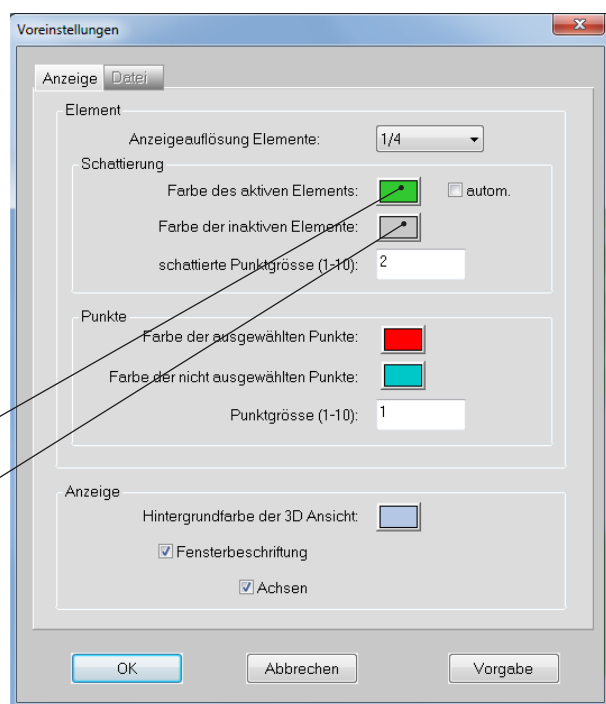 Voreinstellungen
Anzeige Datei
Element
Anzeigeauflösung Elemente: 1/4
Schattierung
Farbe des aktiven Elements: autom.
Farbe der inaktiven Elemente:
schattierte Punktgrösse (1-10): 2
Punkte
Farbe der ausgewählten Punkte:
Farbe der nicht ausgewählten Punkte:
Punktgrösse (1-10): 1
Anzeige
Hintergrundfarbe der 3D Ansicht:
Fensterbeschriftung
Achsen
OK Abbrechen Vorgabe